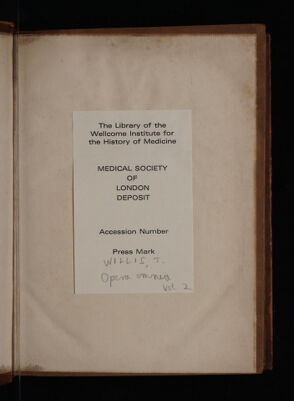 The Library of the
Wellcome Institute for
the History of Medicine
MEDICAL SOCIETY
OF
LONDON
DEPOSIT
Accession Number
Press Mark
WILLIS, T.
Opera omnia
vol 2